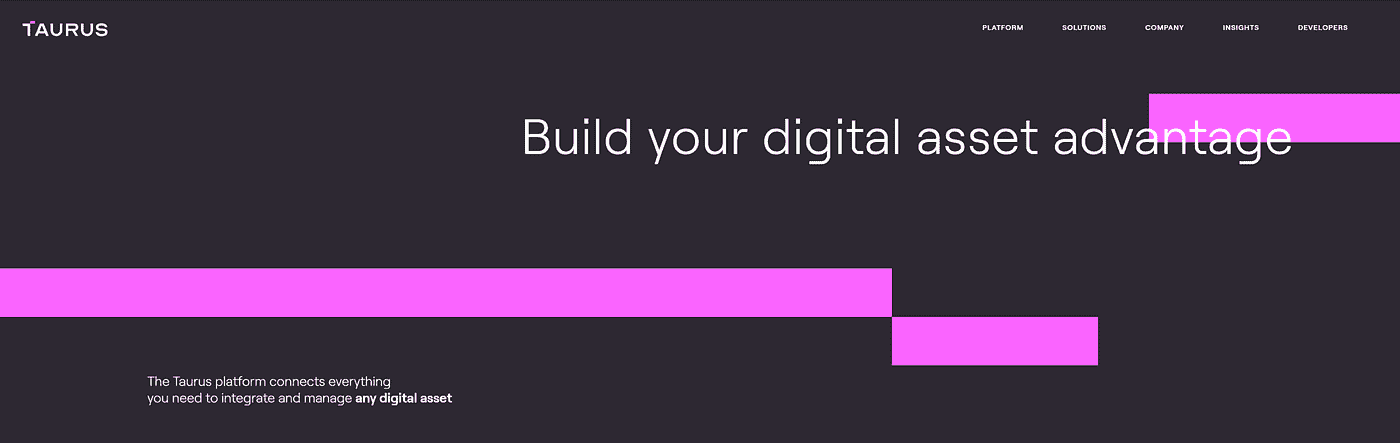 TAURUS
PLATFORM SOLUTIONS COMPANY INSIGHTS DEVELOPERS
Build your digital asset advantage
The Taurus platform connects everything
you need to integrate and manage any digital asset